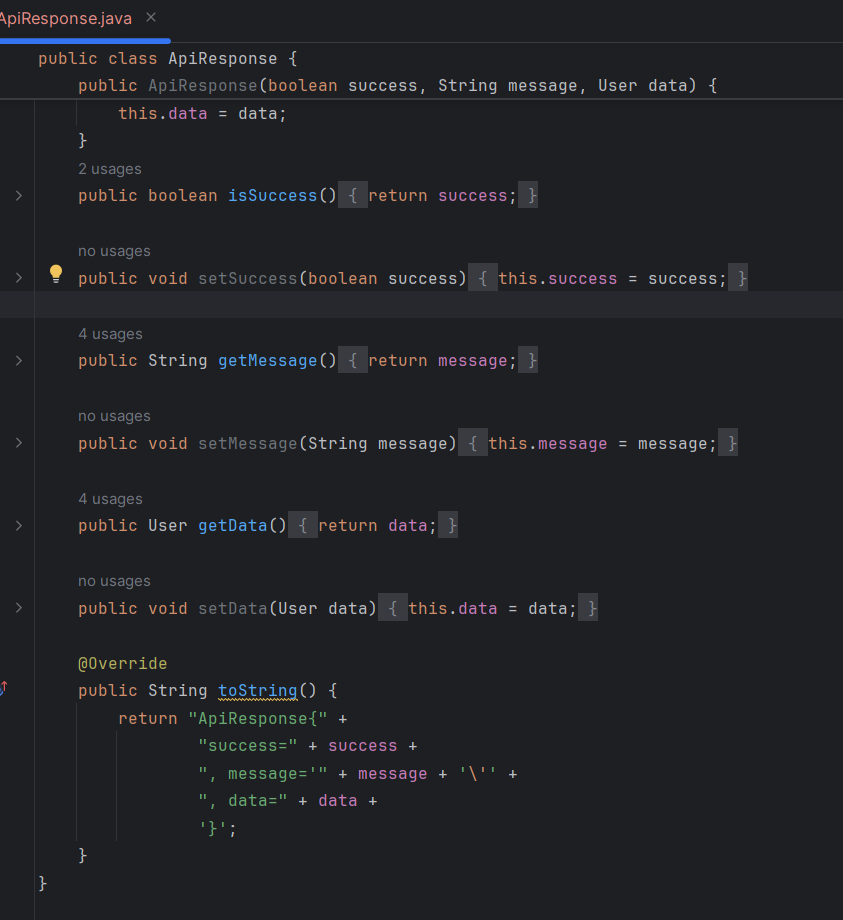 ApiResponse.java ×
public class ApiResponse {
    public ApiResponse(boolean success, String message, User data) {
        this.data = data;
    }
    2 usages
    public boolean isSuccess() { return success; }
    no usages
    public void setSuccess(boolean success) { this.success = success; }
    4 usages
    public String getMessage() { return message; }
    no usages
    public void setMessage(String message) { this.message = message; }
    4 usages
    public User getData() { return data; }
    no usages
    public void setData(User data) { this.data = data; }
    @Override
    public String toString() {
        return "ApiResponse{" +
                "success=" + success +
                ", message='" + message + '\'' +
                ", data=" + data +
                '}';
    }
}